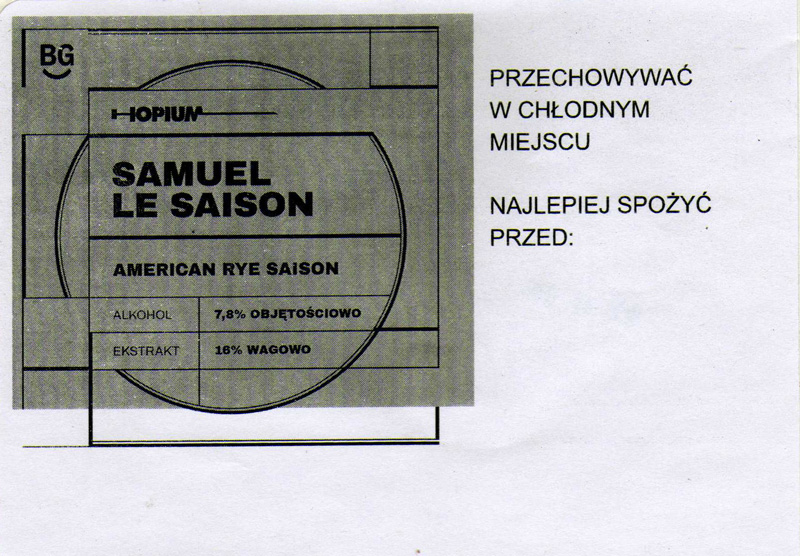 BG
HOPIUM
SAMUEL
LE SAISON
AMERICAN RYE SAISON
ALKOHOL 7,8% OBJĘTOŚCIOWO
EKSTRAKT 16% WAGOWO
PRZECHOWYWAĆ
W CHŁODNYM
MIEJSCU
NAJLEPIEJ SPOŻYĆ
PRZED: